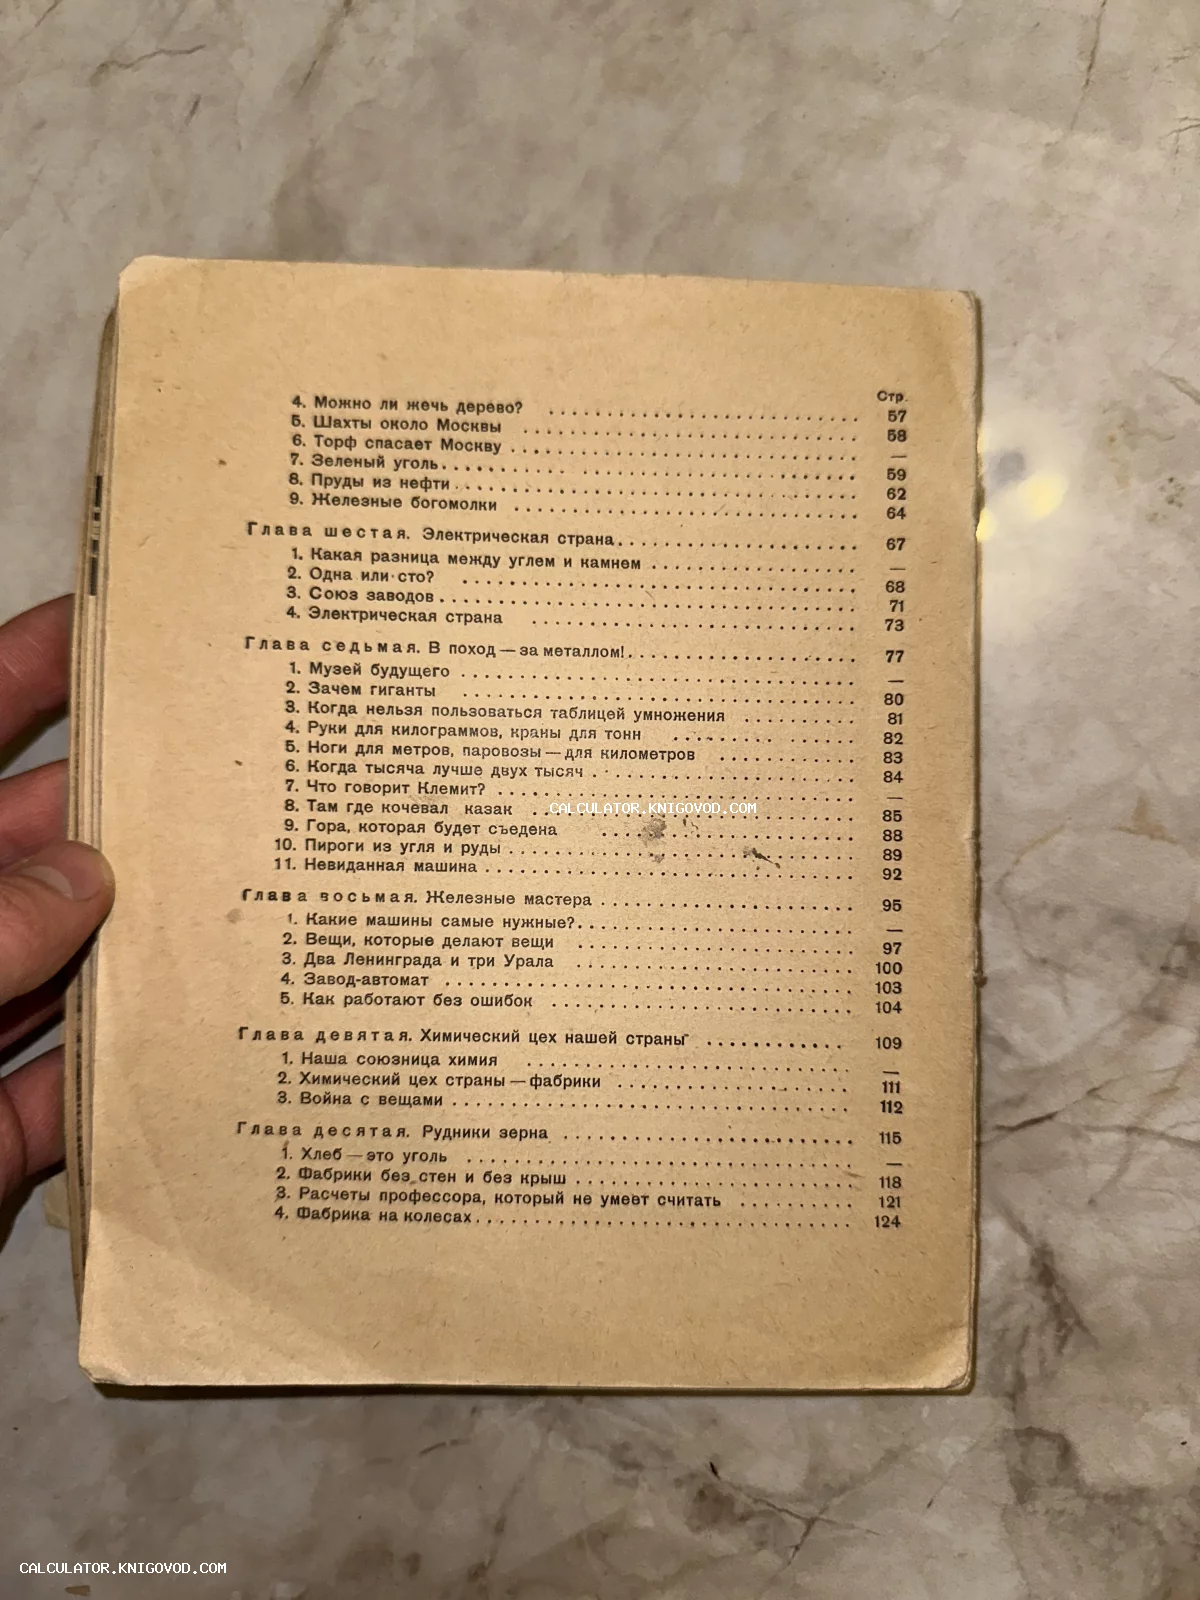 Стр.
4. Можно ли жечь дерево? . . . . . . . . . . 57
5. Шахты около Москвы . . . . . . . . . . 58
6. Торф спасает Москву . . . . . . . . . . —
7. Зеленый уголь . . . . . . . . . . 59
8. Пруды из нефти . . . . . . . . . . 62
9. Железные богомолки . . . . . . . . . . 64
Глава шестая. Электрическая страна . . . . . . . . . . 67
1. Какая разница между углем и камнем . . . . . . . . . . —
2. Одна или сто? . . . . . . . . . . 68
3. Союз заводов . . . . . . . . . . 71
4. Электрическая страна . . . . . . . . . . 73
Глава седьмая. В поход — за металлом! . . . . . . . . . . 77
1. Музей будущего . . . . . . . . . . —
2. Зачем гиганты . . . . . . . . . . 80
3. Когда нельзя пользоваться таблицей умножения . . . . . . . . 81
4. Руки для килограммов, краны для тонн . . . . . . . . . . 82
5. Ноги для метров, паровозы — для километров . . . . . . . . 83
6. Когда тысяча лучше двух тысяч . . . . . . . . . . 84
7. Что говорит Клемит? . . . . . . . . . . —
8. Там где кочевал казак . . . . . . . . . . 85
9. Гора, которая будет съедена . . . . . . . . . . 88
10. Пироги из угля и руды . . . . . . . . . . 89
11. Невиданная машина . . . . . . . . . . 92
Глава восьмая. Железные мастера . . . . . . . . . . 95
1. Какие машины самые нужные? . . . . . . . . . . —
2. Вещи, которые делают вещи . . . . . . . . . . 97
3. Два Ленинграда и три Урала . . . . . . . . . . 100
4. Завод-автомат . . . . . . . . . . 103
5. Как работают без ошибок . . . . . . . . . . 104
Глава девятая. Химический цех нашей страны . . . . . . . . . . 109
1. Наша союзница химия . . . . . . . . . . —
2. Химический цех страны — фабрики . . . . . . . . . . 111
3. Война с вещами . . . . . . . . . . 112
Глава десятая. Рудники зерна . . . . . . . . . . 115
1. Хлеб — это уголь . . . . . . . . . . —
2. Фабрики без стен и без крыш . . . . . . . . . . 118
3. Расчеты профессора, который не умеет считать . . . . . . . . 121
4. Фабрика на колесах . . . . . . . . . . 124
CALCULATOR.KNIGOVOD.COM
CALCULATOR.KNIGOVOD.COM